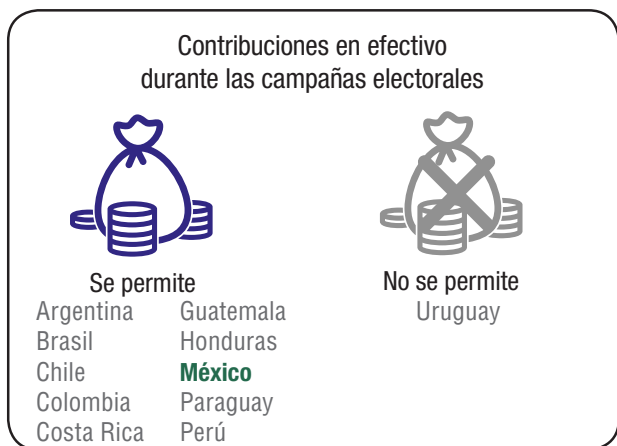 Contribuciones en efectivo
durante las campañas electorales
Se permite
Argentina
Brasil
Chile
Colombia
Costa Rica
Guatemala
Honduras
México
Paraguay
Perú
No se permite
Uruguay